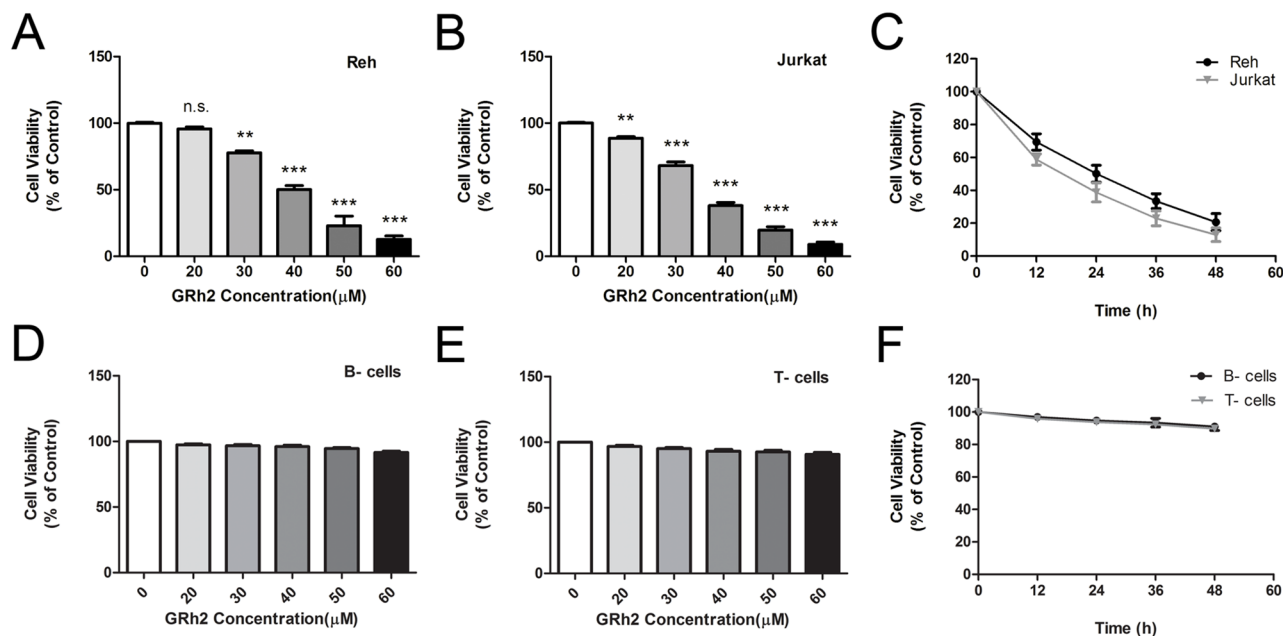 A
Reh
Cell Viability
(% of Control)
150
100
50
0
n.s.
**
***
***
***
0 20 30 40 50 60
GRh2 Concentration(μM)
B
Jurkat
Cell Viability
(% of Control)
150
100
50
0
**
***
***
***
***
0 20 30 40 50 60
GRh2 Concentration(μM)
C
Reh
Jurkat
Cell Viability
(% of Control)
120
100
80
60
40
20
0
0 12 24 36 48 60
Time (h)
D
B- cells
Cell Viability
(% of Control)
150
100
50
0
0 20 30 40 50 60
GRh2 Concentration(μM)
E
T- cells
Cell Viability
(% of Control)
150
100
50
0
0 20 30 40 50 60
GRh2 Concentration(μM)
F
B- cells
T- cells
Cell Viability
(% of Control)
120
100
80
60
40
20
0
0 12 24 36 48 60
Time (h)